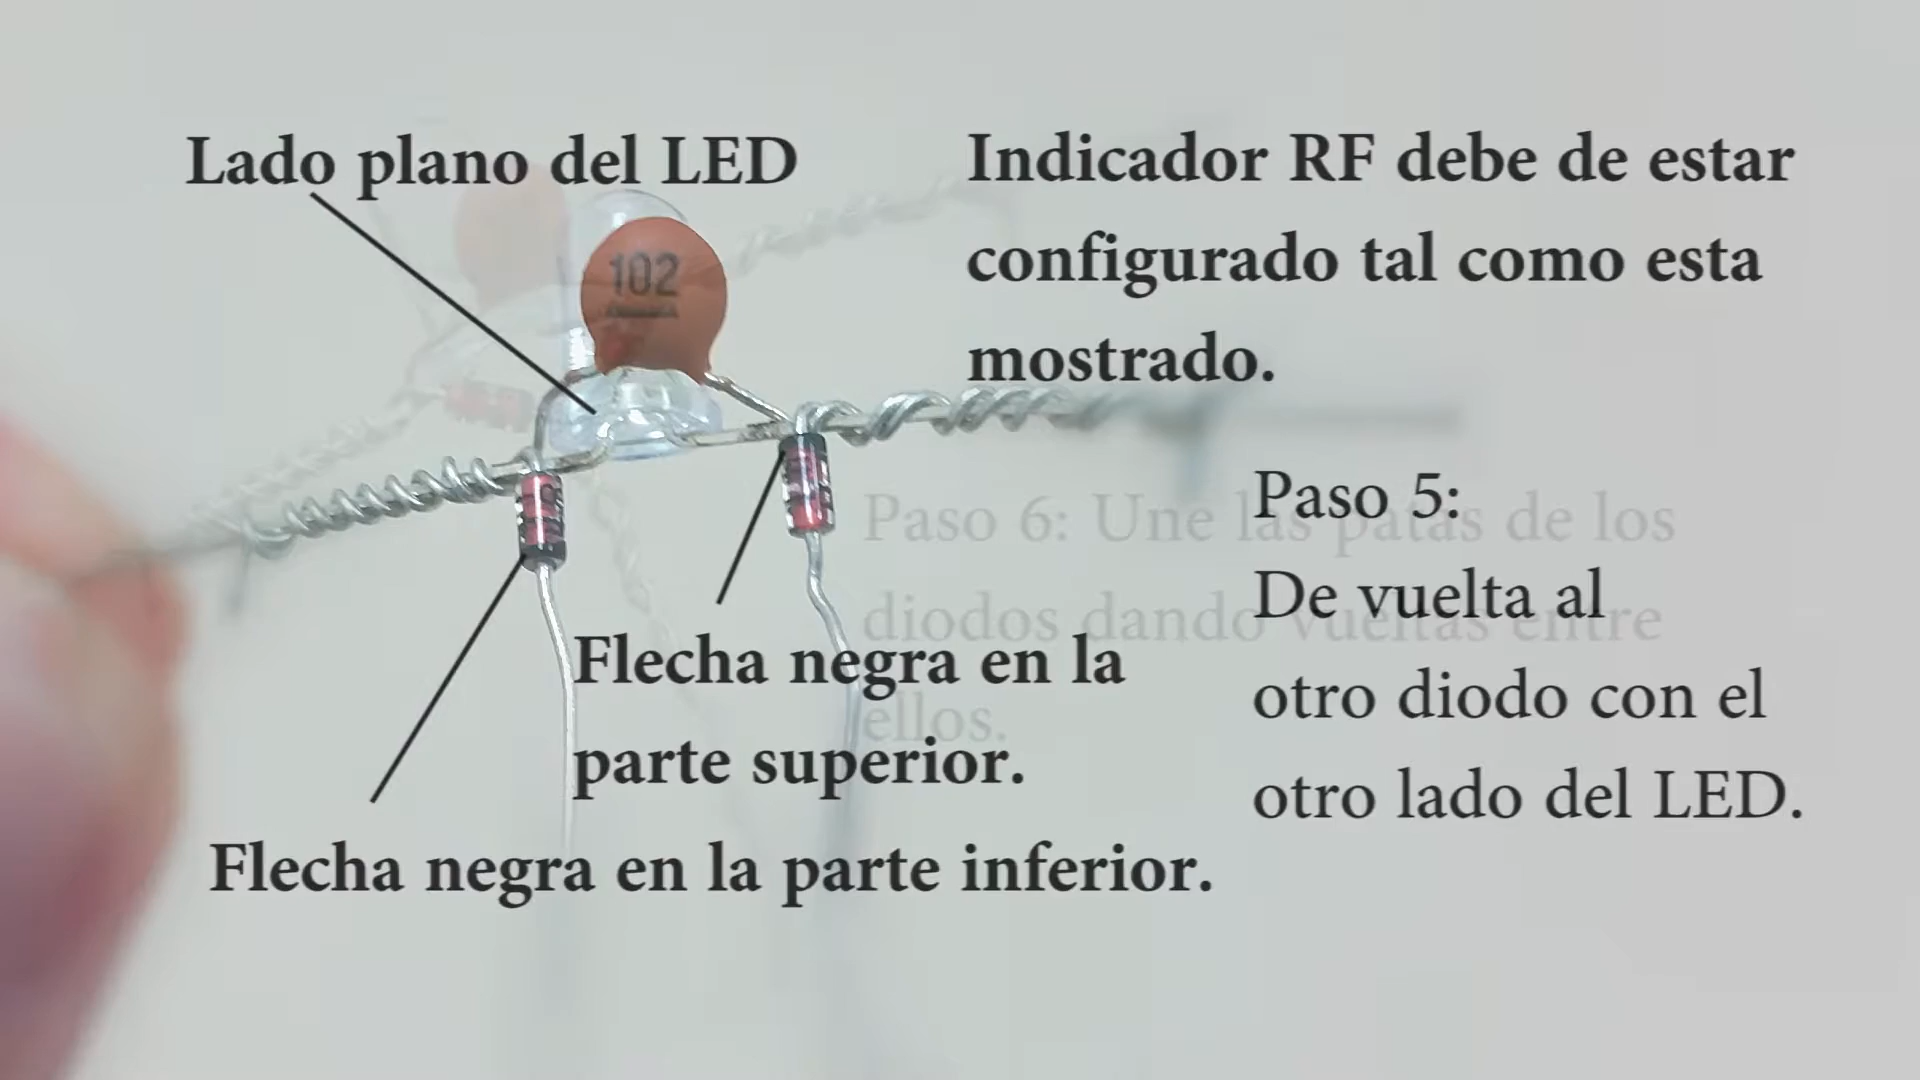 Lado plano del LED
Indicador RF debe de estar
configurado tal como esta
mostrado.
102
Paso 5:
De vuelta al
otro diodo con el
otro lado del LED.
Paso 6: Une las patas de los
diodos dando vueltas entre
ellos.
Flecha negra en la
parte superior.
Flecha negra en la parte inferior.